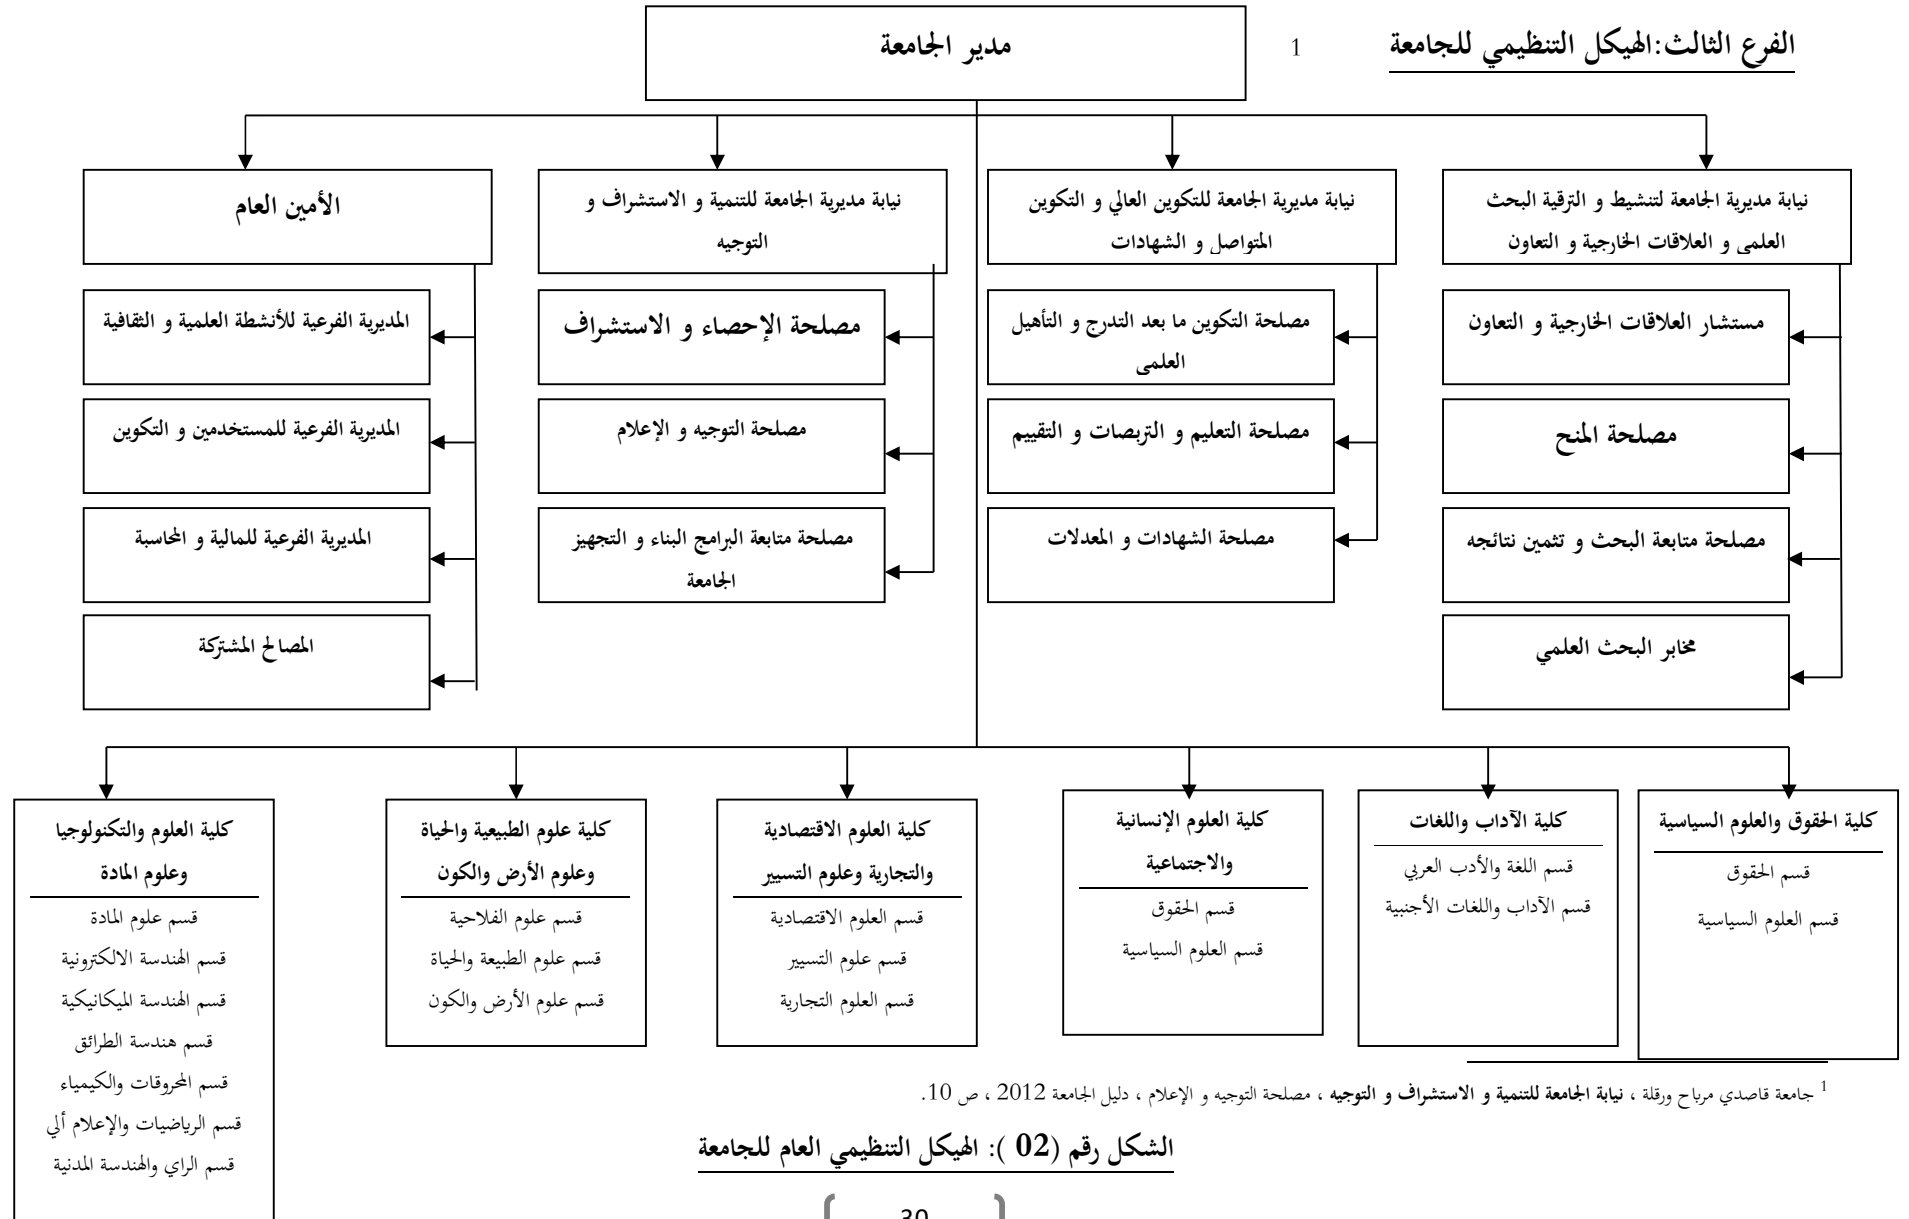 الفرع الثالث:الهيكل التنظيمي للجامعة 1
مدير الجامعة
نيابة مديرية الجامعة لتنشيط و الترقية البحث
العلمي و العلاقات الخارجية و التعاون
مستشار العلاقات الخارجية و التعاون
مصلحة المنح
مصلحة متابعة البحث و تثمين نتائجه
مخابر البحث العلمي
نيابة مديرية الجامعة للتكوين العالي و التكوين
المتواصل و الشهادات
مصلحة التكوين ما بعد التدرج و التأهيل
العلمي
مصلحة التعليم و التربصات و التقييم
مصلحة الشهادات و المعدلات
نيابة مديرية الجامعة للتنمية و الاستشراف و
التوجيه
مصلحة الإحصاء و الاستشراف
مصلحة التوجيه و الإعلام
مصلحة متابعة البرامج البناء و التجهيز
الجامعة
الأمين العام
المديرية الفرعية للأنشطة العلمية و الثقافية
المديرية الفرعية للمستخدمين و التكوين
المديرية الفرعية للمالية و المحاسبة
المصالح المشتركة
كلية الحقوق والعلوم السياسية
قسم الحقوق
قسم العلوم السياسية
كلية الآداب واللغات
قسم اللغة والأدب العربي
قسم الآداب واللغات الأجنبية
كلية العلوم الإنسانية
والاجتماعية
قسم الحقوق
قسم العلوم السياسية
كلية العلوم الاقتصادية
والتجارية وعلوم التسيير
قسم العلوم الاقتصادية
قسم علوم التسيير
قسم العلوم التجارية
كلية علوم الطبيعية والحياة
وعلوم الأرض والكون
قسم علوم الفلاحية
قسم علوم الطبيعة والحياة
قسم علوم الأرض والكون
كلية العلوم والتكنولوجيا
وعلوم المادة
قسم علوم المادة
قسم الهندسة الالكترونية
قسم الهندسة الميكانيكية
قسم هندسة الطرائق
قسم المحروقات والكيمياء
قسم الرياضيات والإعلام ألي
قسم الراي والهندسة المدنية
1 جامعة قاصدي مرباح ورقلة ، نيابة الجامعة للتنمية و الاستشراف و التوجيه ، مصلحة التوجيه و الإعلام ، دليل الجامعة 2012 ، ص 10.
الشكل رقم (02 ): الهيكل التنظيمي العام للجامعة